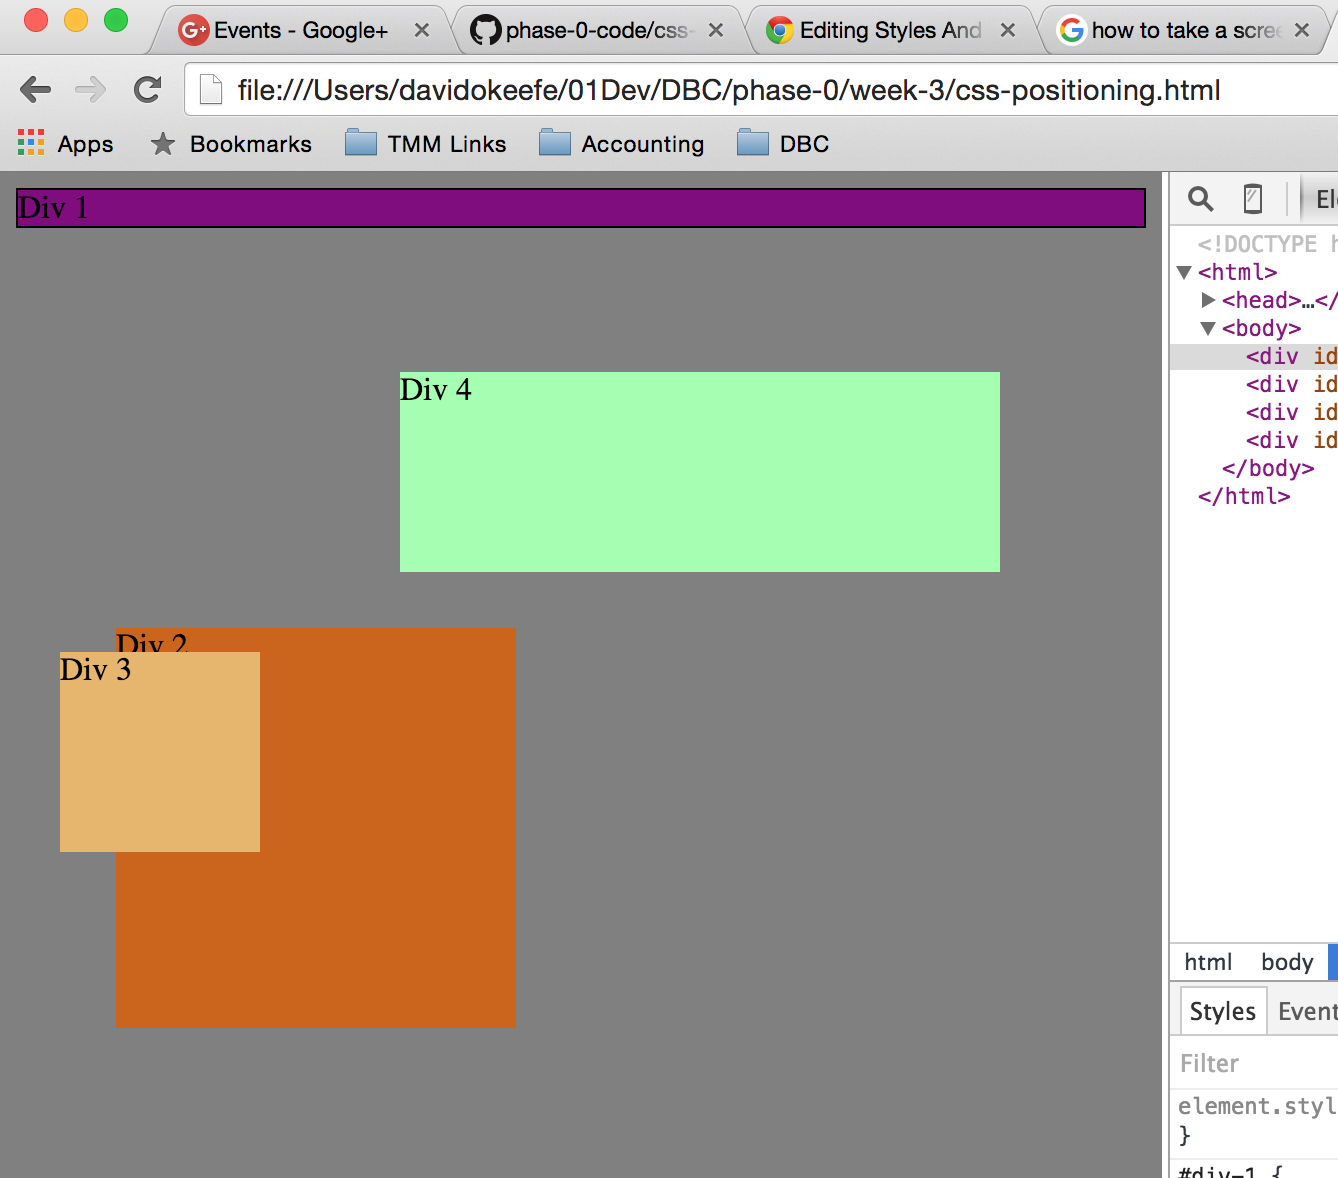 Events - Google+ phase-0-code/css- Editing Styles And how to take a scree
file:///Users/davidokeefe/01Dev/DBC/phase-0/week-3/css-positioning.html
Apps Bookmarks TMM Links Accounting DBC
Div 1
Div 4
Div 2
Div 3
El
<!DOCTYPE h
<html>
<head>…</
<body>
<div id
<div id
<div id
<div id
</body>
</html>
html body
Styles Event
Filter
element.styl
}
#div-1 {